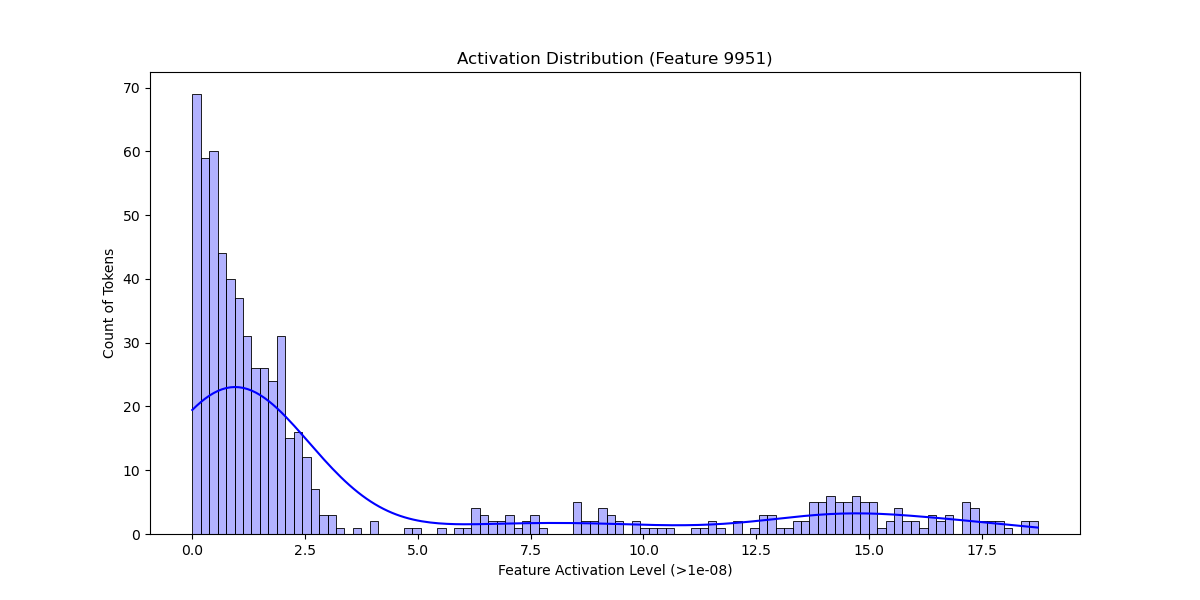 Activation Distribution (Feature 9951)
70
60
50
40
30
20
10
0
Count of Tokens
0.0 2.5 5.0 7.5 10.0 12.5 15.0 17.5
Feature Activation Level (>1e-08)